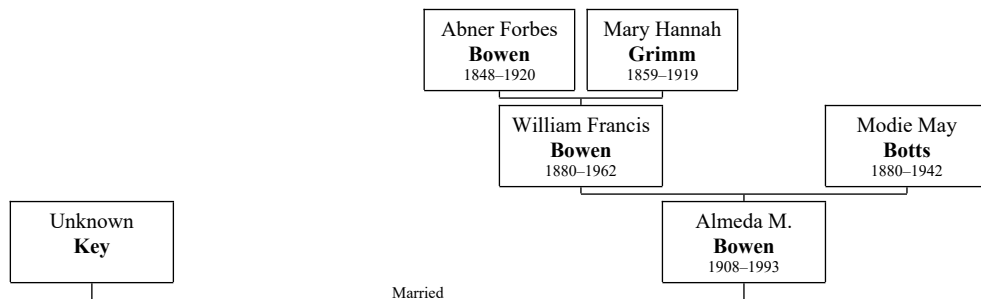 Abner Forbes
Bowen
1848–1920
Mary Hannah
Grimm
1859–1919
William Francis
Bowen
1880–1962
Modie May
Botts
1880–1942
Unknown
Key
Almeda M.
Bowen
1908–1993
Married